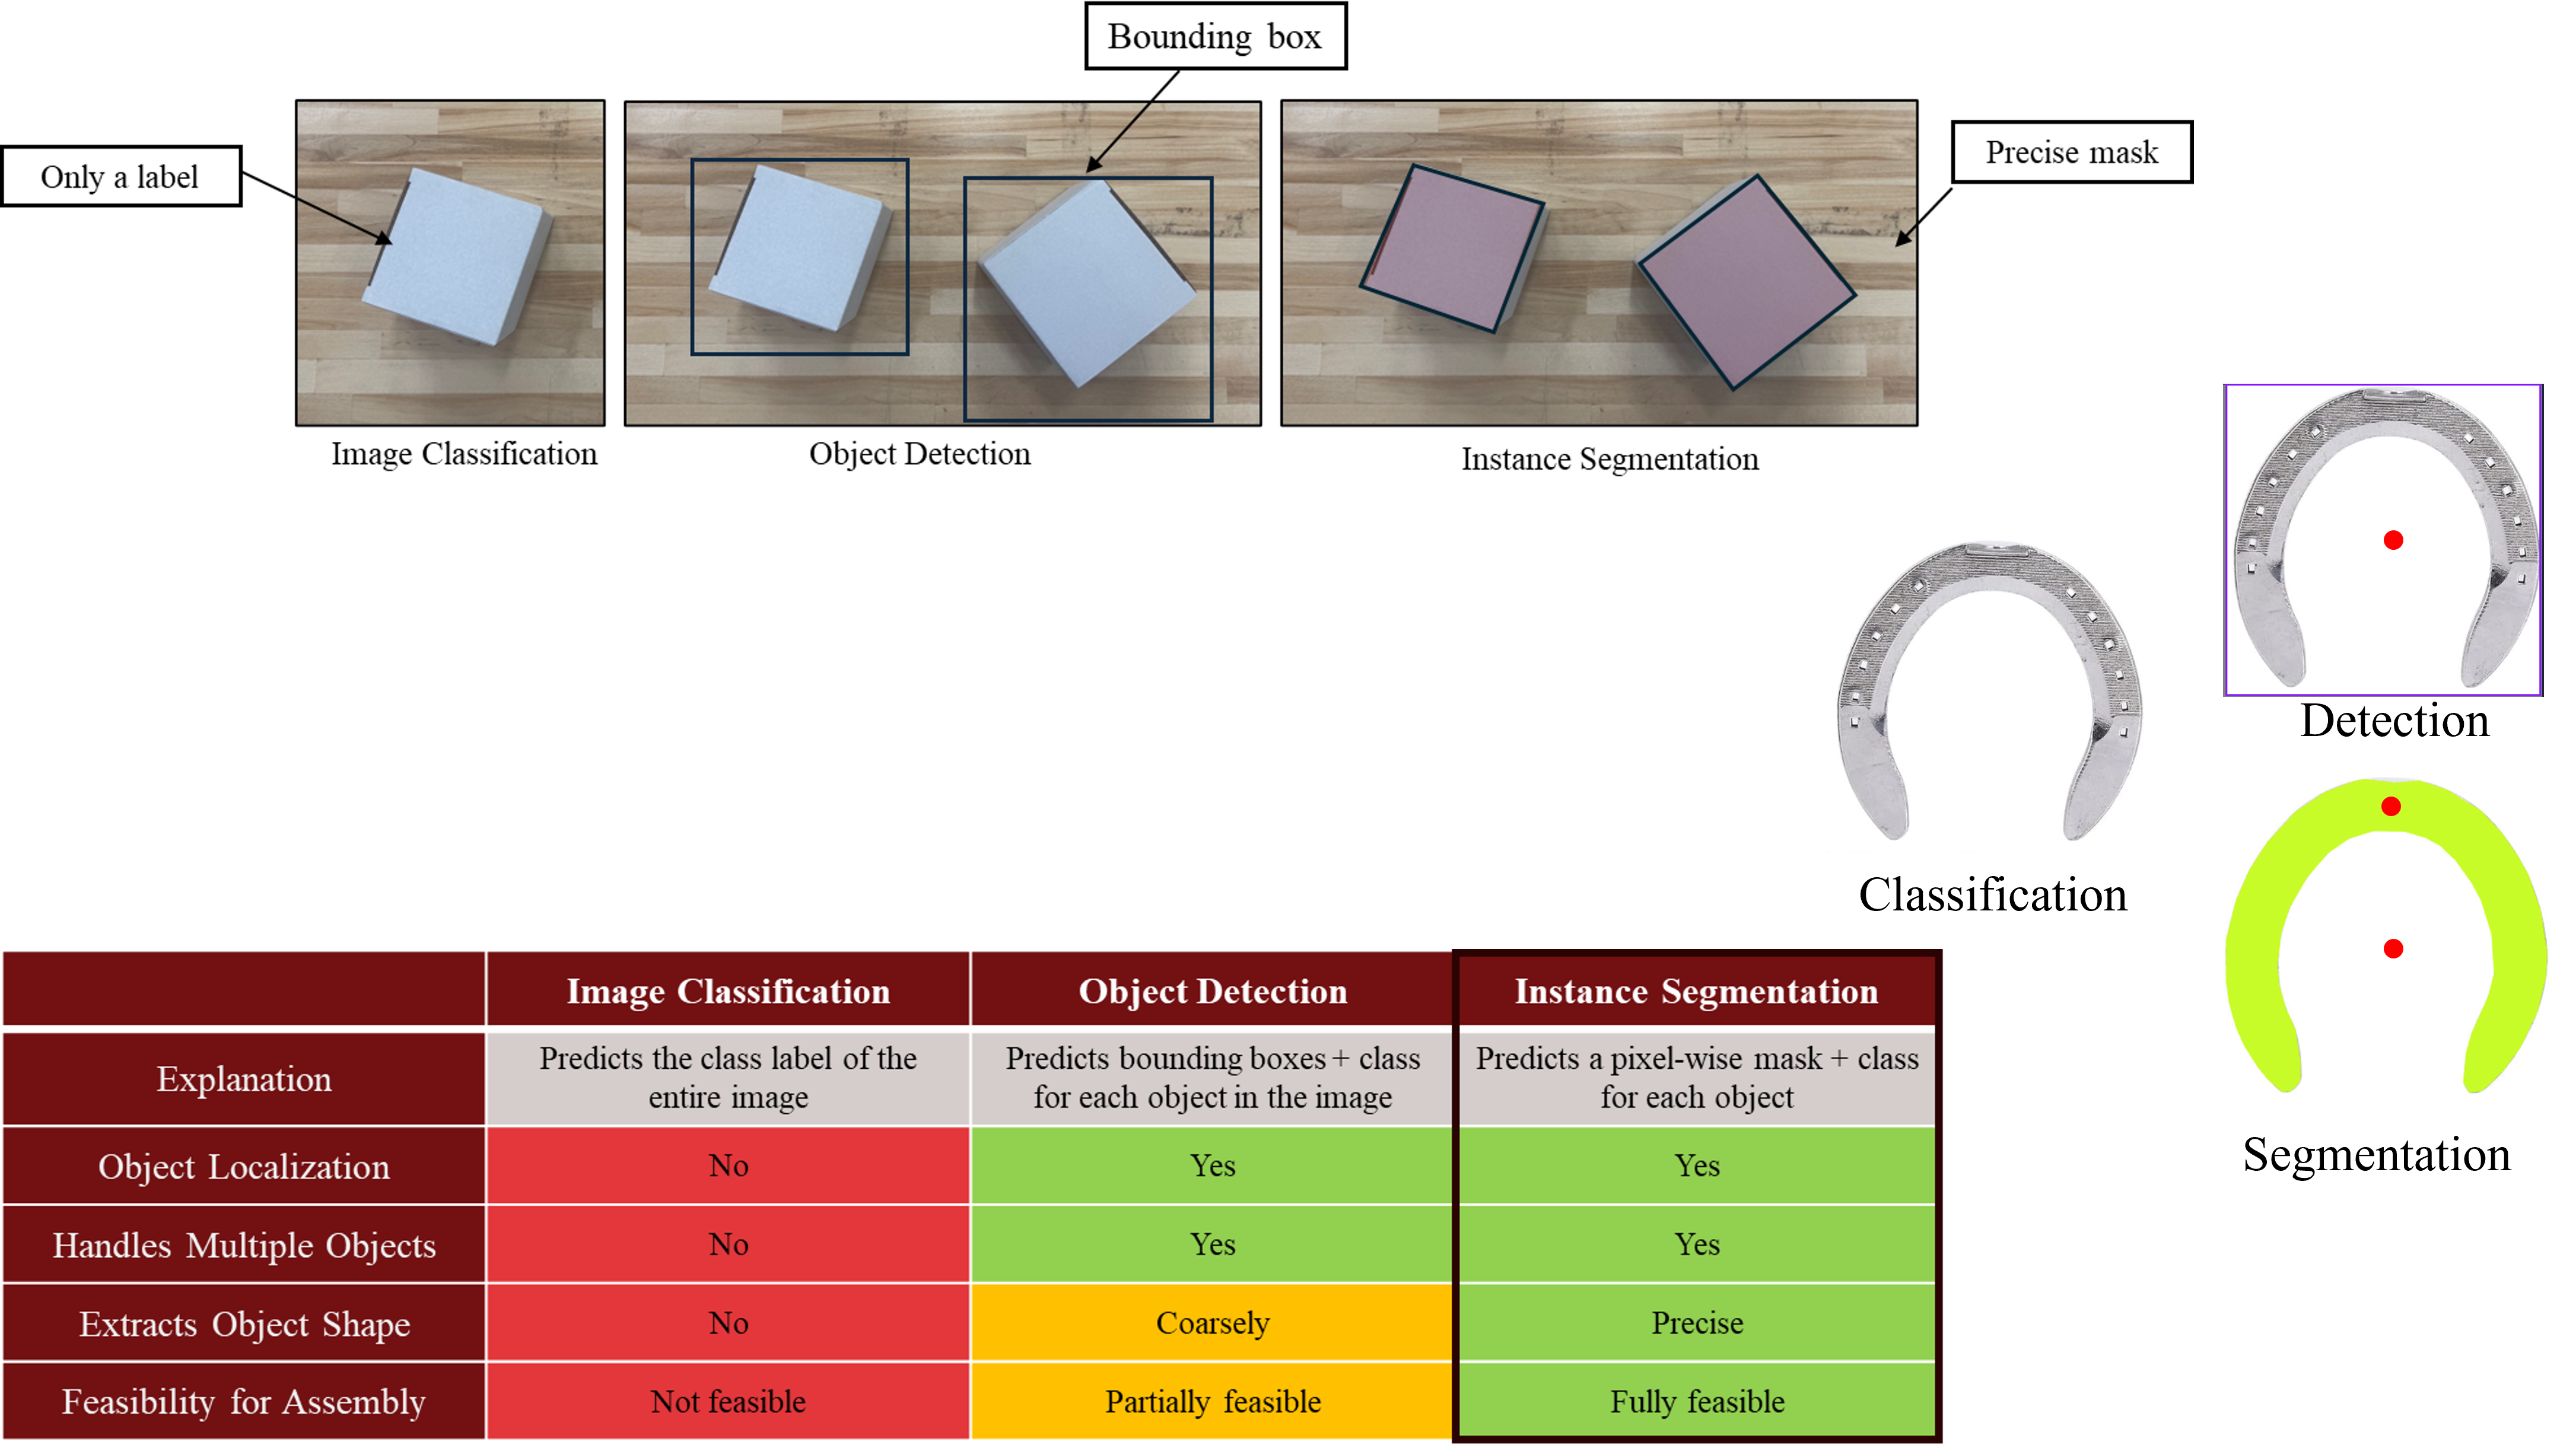 Bounding box
Only a label
Precise mask
Image Classification
Object Detection
Instance Segmentation
Detection
Classification
Segmentation
Image Classification
Object Detection
Instance Segmentation
Explanation
Predicts the class label of the
entire image
Predicts bounding boxes + class
for each object in the image
Predicts a pixel-wise mask + class
for each object
Object Localization
No
Yes
Yes
Handles Multiple Objects
No
Yes
Yes
Extracts Object Shape
No
Coarsely
Precise
Feasibility for Assembly
Not feasible
Partially feasible
Fully feasible